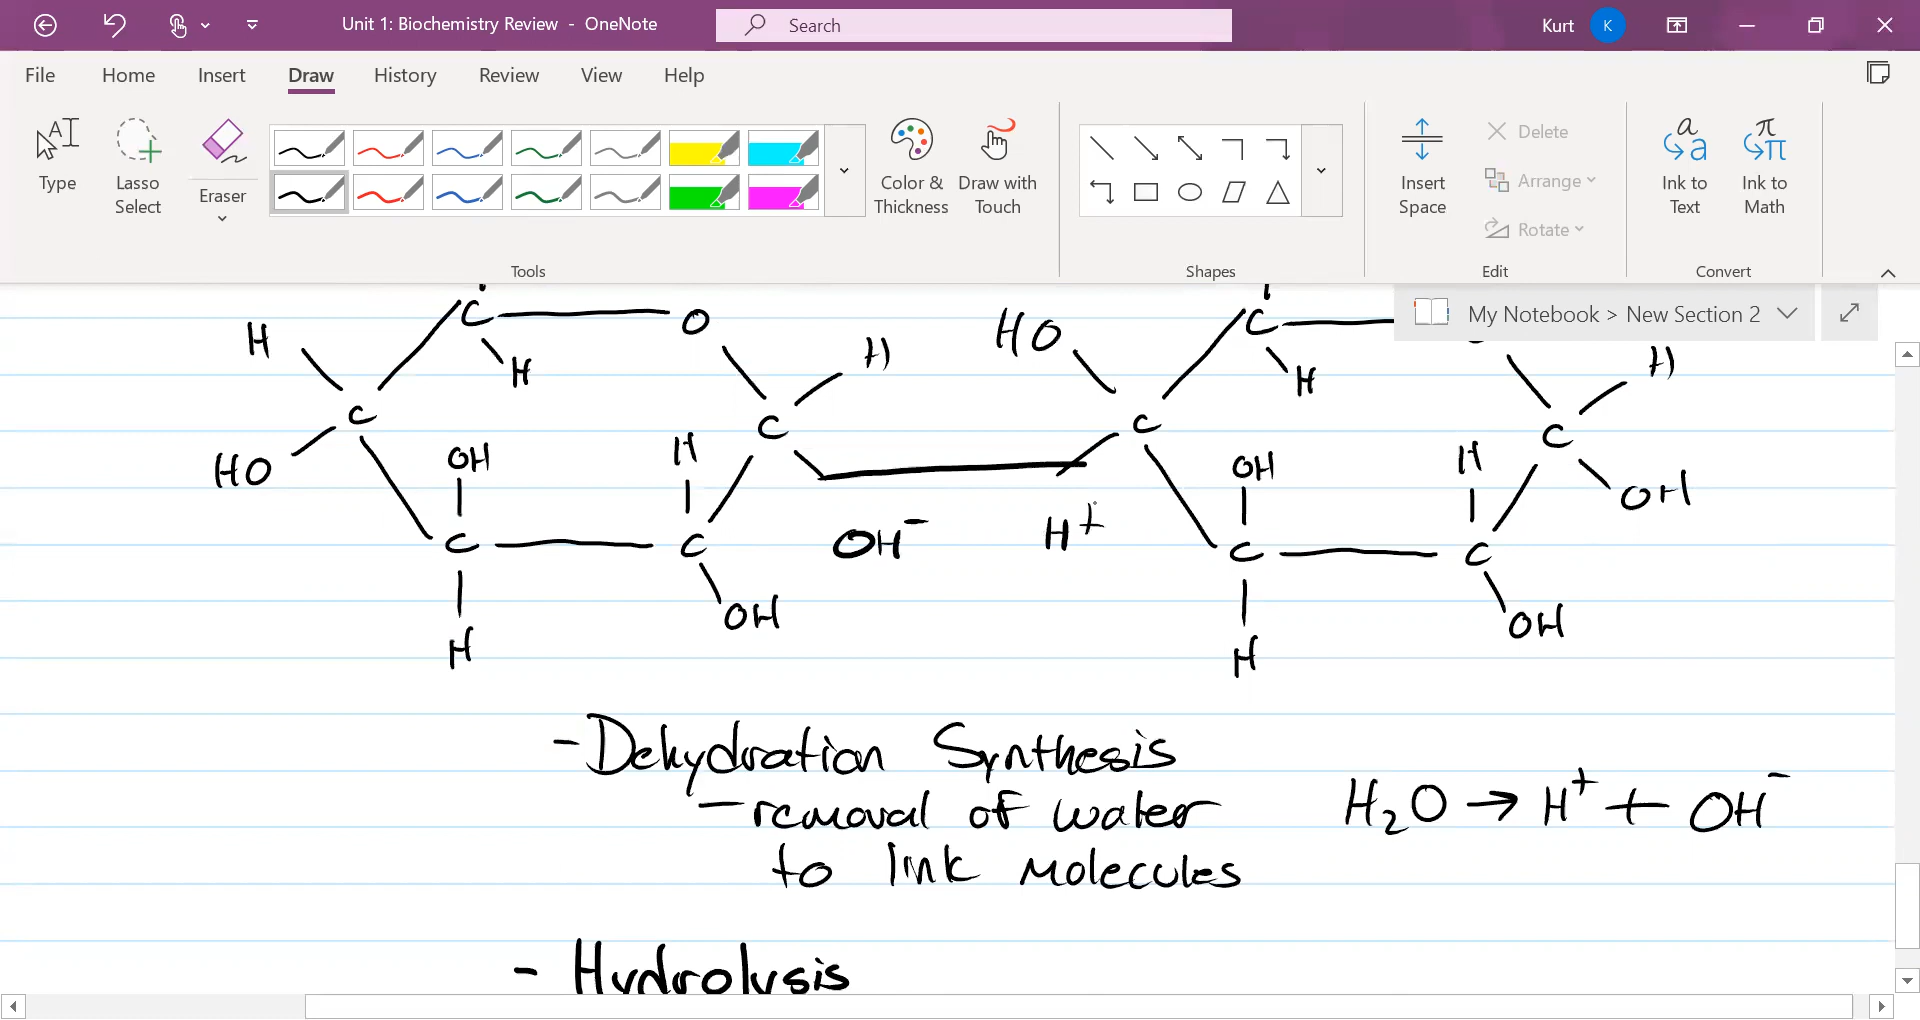 Unit 1: Biochemistry Review - OneNote
Search
Kurt
K
File Home Insert Draw History Review View Help
Type
Lasso Select
Eraser
Color & Thickness
Draw with Touch
Insert Space
Delete
Arrange
Rotate
a
a
Ink to Text
π
π
Ink to Math
Tools
Shapes
Edit
Convert
My Notebook > New Section 2
C O HO C
H H H H H
C C C C
HO OH H OH H OH
C C OH⁻ H⁺ C C
OH OH
H H
- Dehydration Synthesis
- removal of water
to link molecules
H₂O → H⁺ + OH⁻
- Hydrolysis